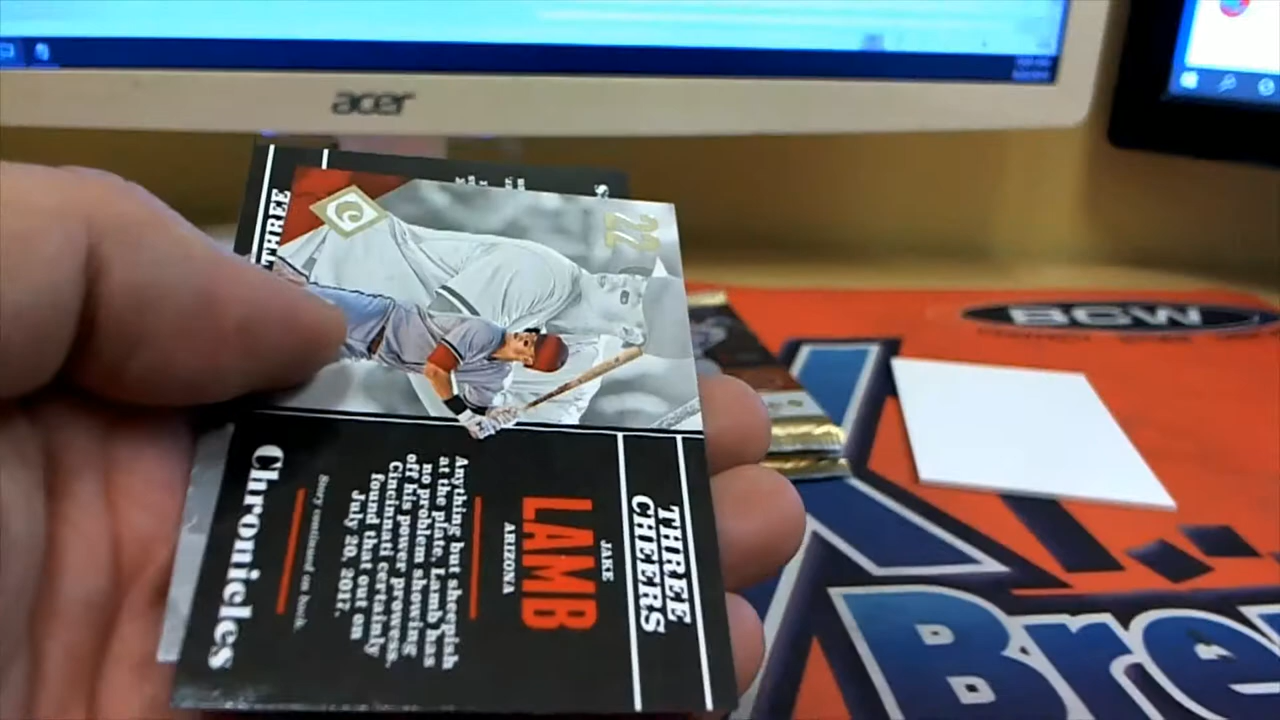 acer
BCW
THREE
22
THREE
CHEERS
JAKE
LAMB
ARIZONA
Anything but sheepish
at the plate, Lamb has
no problem showing
off his power prowess.
Cincinnati certainly
found that out on
July 20, 2017.
Story continued on back.
Chronicles
Bre